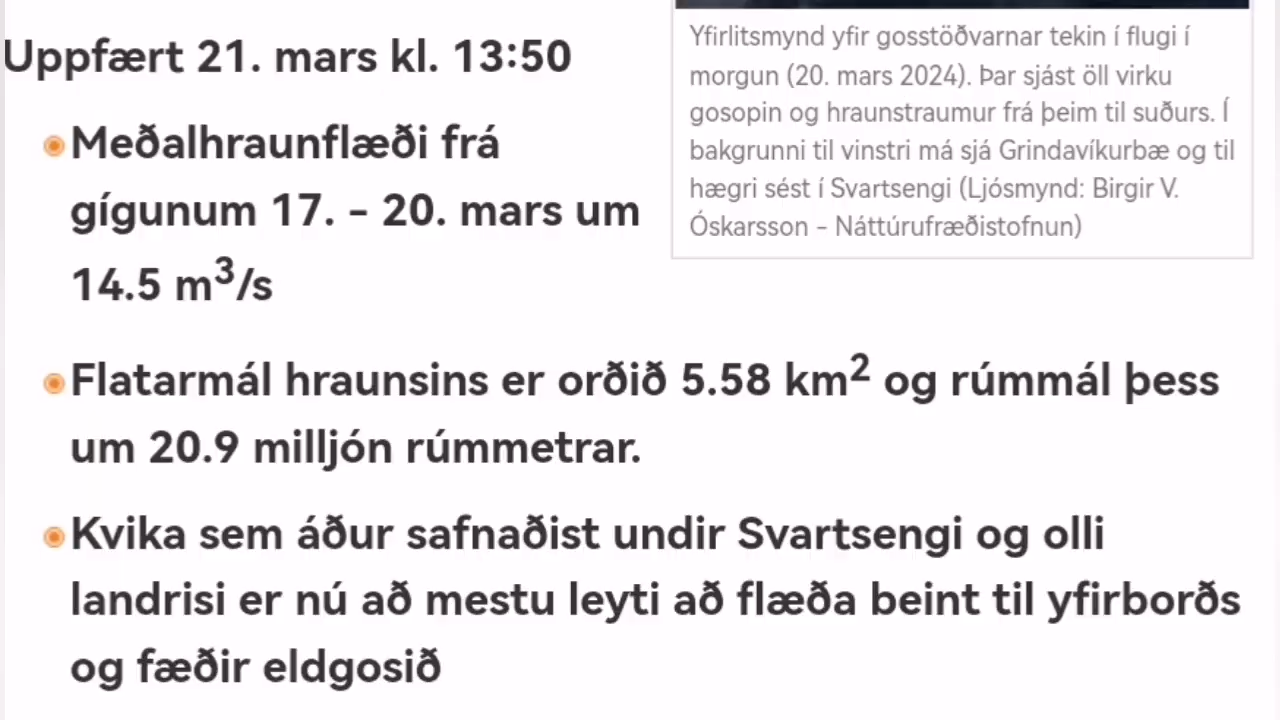 Uppfært 21. mars kl. 13:50
Meðalhraunflæði frá
gígunum 17. - 20. mars um
14.5 m³/s
Flatarmál hraunsins er orðið 5.58 km² og rúmmál þess
um 20.9 milljón rúmmetrar.
Kvika sem áður safnaðist undir Svartsengi og olli
landrisi er nú að mestu leyti að flæða beint til yfirborðs
og fæðir eldgosið
Yfirlitsmynd yfir gosstöðvarnar tekin í flugi í
morgun (20. mars 2024). Þar sjást öll virku
gosopin og hraunstraumur frá þeim til suðurs. Í
bakgrunni til vinstri má sjá Grindavíkurbæ og til
hægri sést í Svartsengi (Ljósmynd: Birgir V.
Óskarsson - Náttúrufræðistofnun)